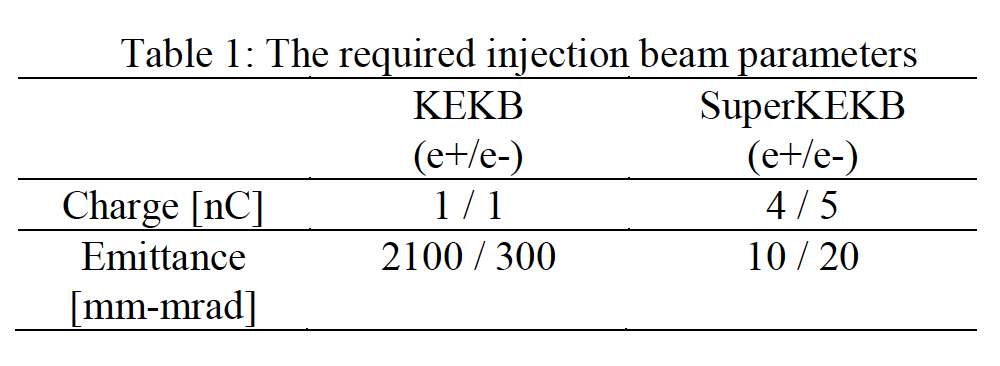 Table 1: The required injection beam parameters
KEKB SuperKEKB
(e+/e-) (e+/e-)
Charge [nC] 1 / 1 4 / 5
Emittance 2100 / 300 10 / 20
[mm-mrad]